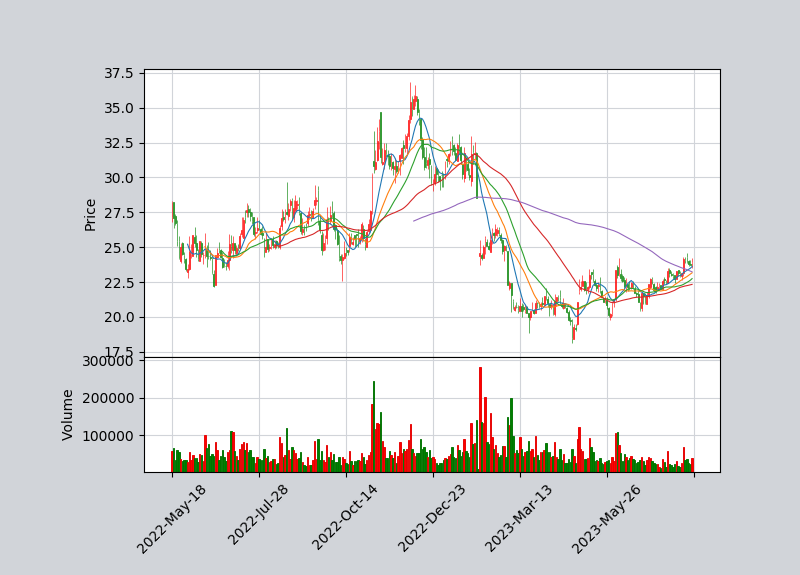 37.5
35.0
32.5
30.0
27.5
25.0
22.5
20.0
17.5
Price
300000
200000
100000
Volume
2022-May-18
2022-Jul-28
2022-Oct-14
2022-Dec-23
2023-Mar-13
2023-May-26